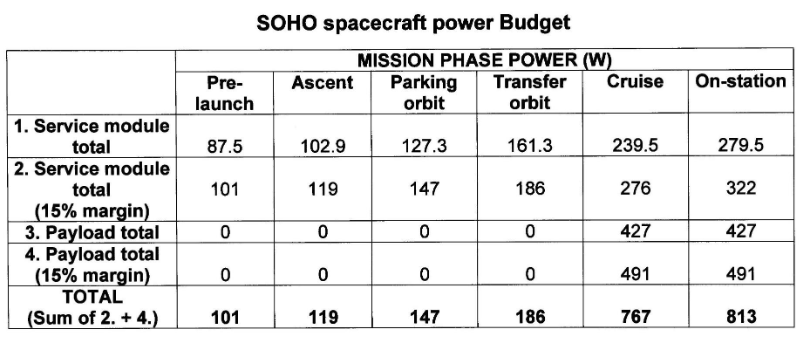 SOHO spacecraft power Budget
MISSION PHASE POWER (W)
Pre-launch Ascent Parking orbit Transfer orbit Cruise On-station
1. Service module total 87.5 102.9 127.3 161.3 239.5 279.5
2. Service module total (15% margin) 101 119 147 186 276 322
3. Payload total 0 0 0 0 427 427
4. Payload total (15% margin) 0 0 0 0 491 491
TOTAL (Sum of 2. + 4.) 101 119 147 186 767 813